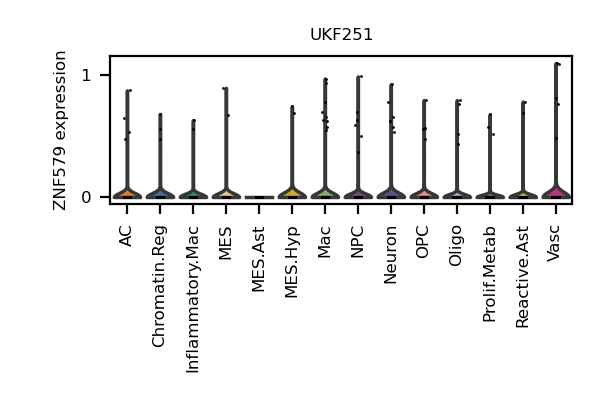 UKF251
ZNF579 expression
1
0
AC
Chromatin.Reg
Inflammatory.Mac
MES
MES.Ast
MES.Hyp
Mac
NPC
Neuron
OPC
Oligo
Prolif.Metab
Reactive.Ast
Vasc